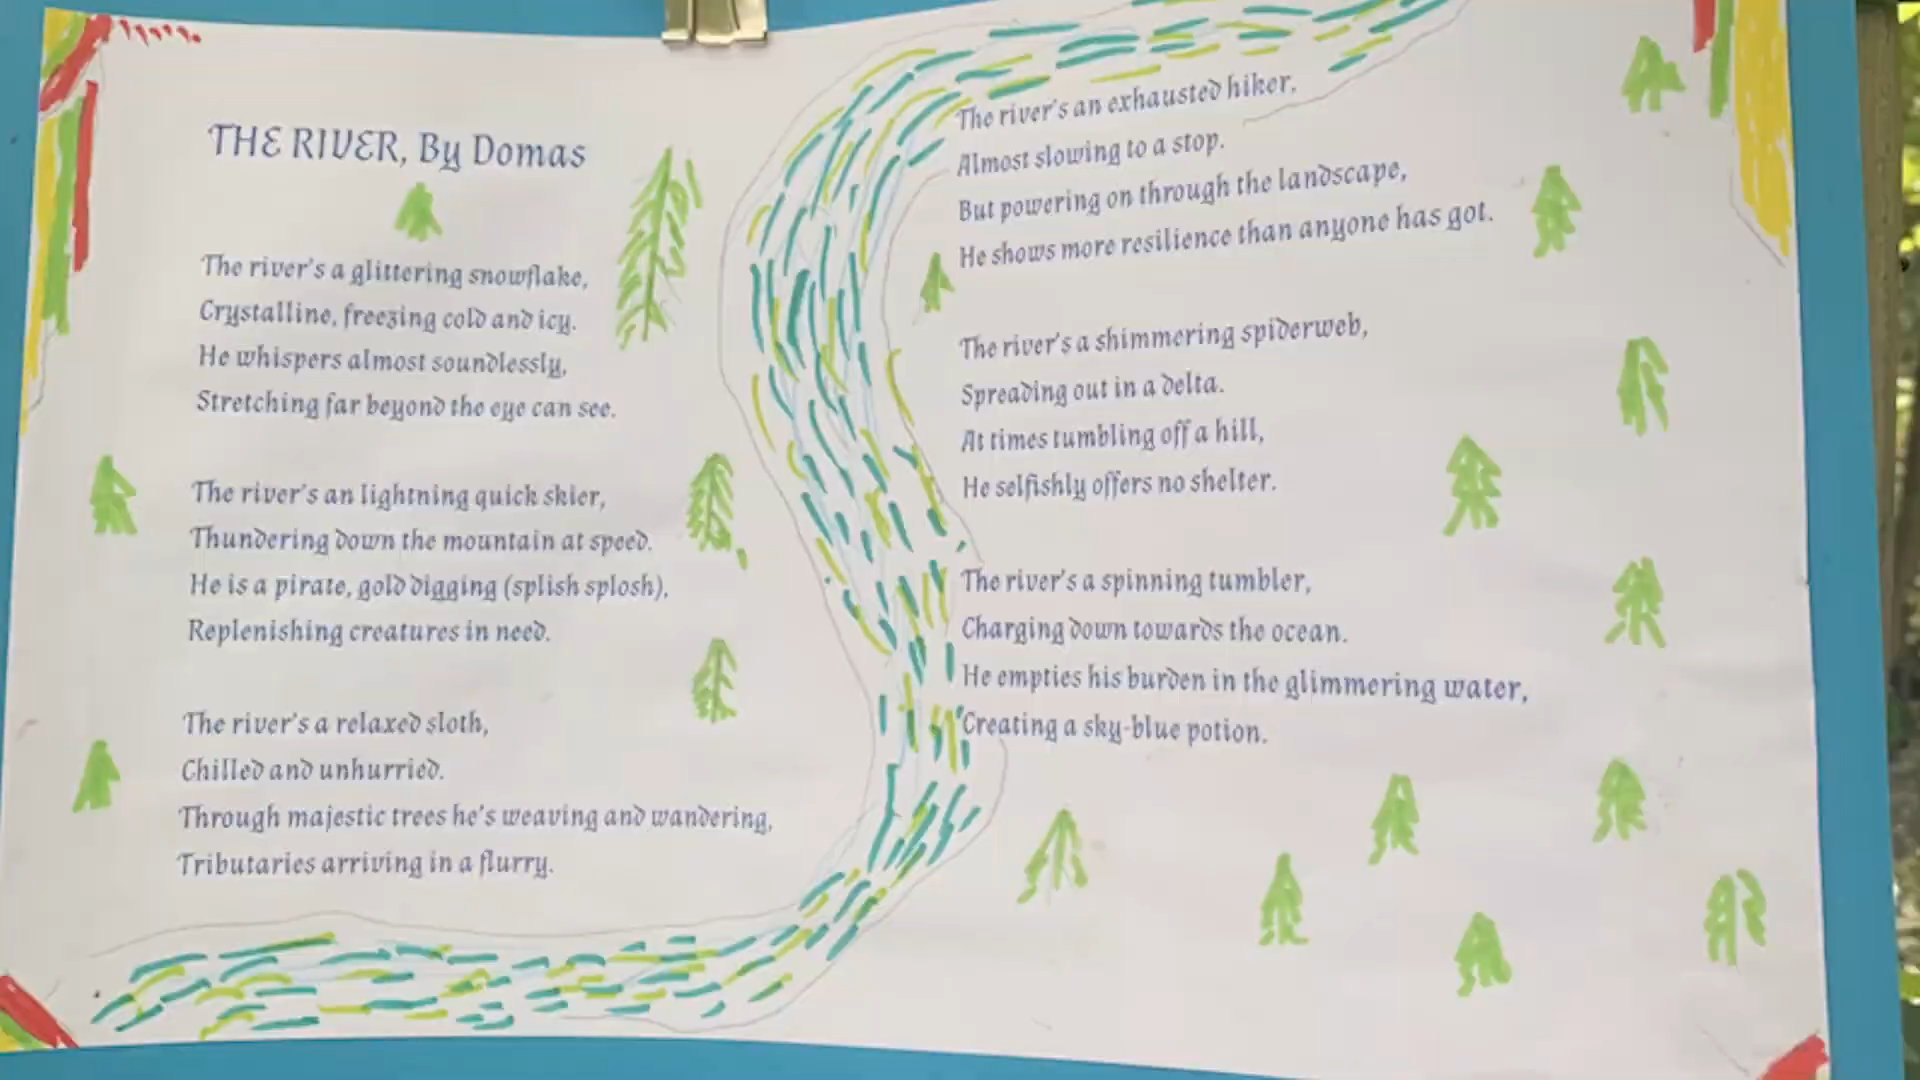 THE RIVER, By Domas
The river's a glittering snowflake,
Crystalline, freezing cold and icy.
He whispers almost soundlessly,
Stretching far beyond the eye can see.
The river's an lightning quick skier,
Thundering down the mountain at speed.
He is a pirate, gold digging (splish splosh),
Replenishing creatures in need.
The river's a relaxed sloth,
Chilled and unhurried.
Through majestic trees he's weaving and wandering,
Tributaries arriving in a flurry.
The river's an exhausted hiker,
Almost slowing to a stop.
But powering on through the landscape,
He shows more resilience than anyone has got.
The river's a shimmering spiderweb,
Spreading out in a delta.
At times tumbling off a hill,
He selfishly offers no shelter.
The river's a spinning tumbler,
Charging down towards the ocean.
He empties his burden in the glimmering water,
Creating a sky-blue potion.